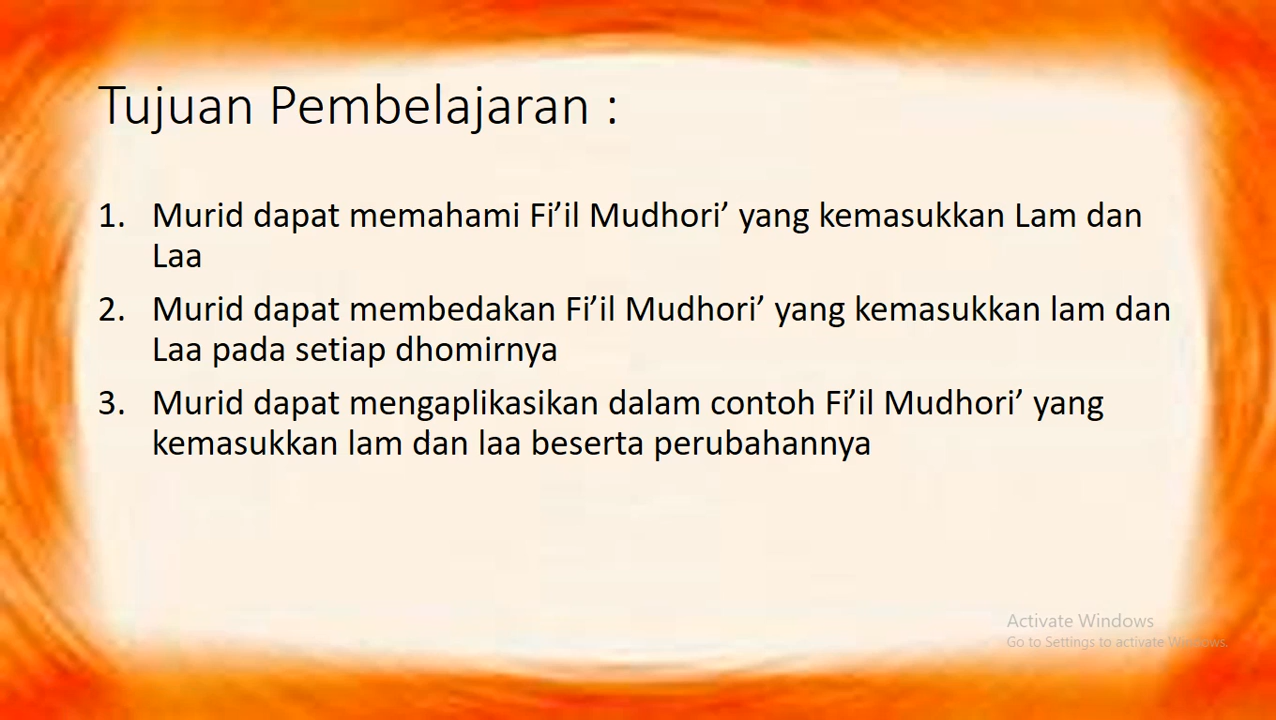 Tujuan Pembelajaran :
1. Murid dapat memahami Fi’il Mudhori’ yang kemasukkan Lam dan
Laa
2. Murid dapat membedakan Fi’il Mudhori’ yang kemasukkan lam dan
Laa pada setiap dhomirnya
3. Murid dapat mengaplikasikan dalam contoh Fi’il Mudhori’ yang
kemasukkan lam dan laa beserta perubahannya
Activate Windows
Go to Settings to activate Windows.